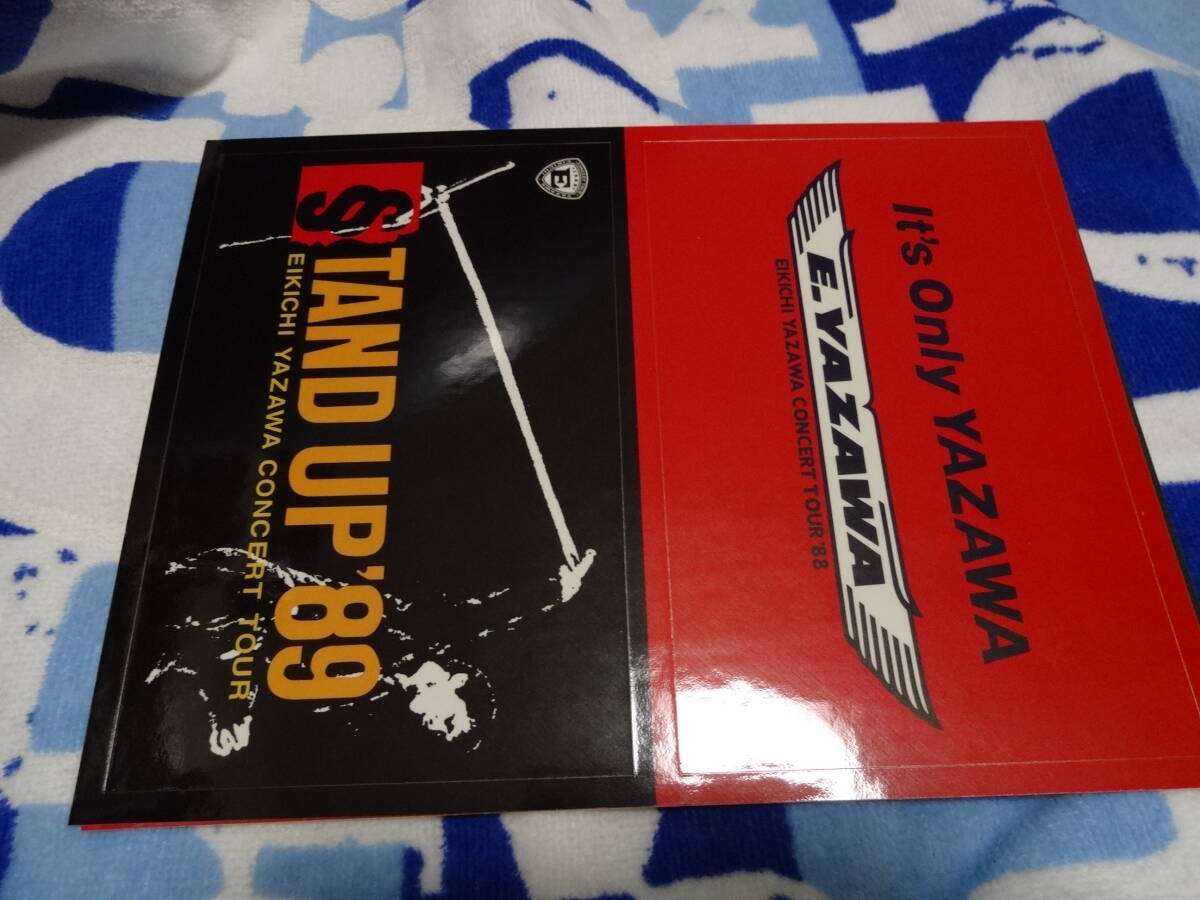 It's Only YAZAWA
E.YAZAWA
EIKICHI YAZAWA CONCERT TOUR '88
E
STAND UP '89
EIKICHI YAZAWA CONCERT TOUR